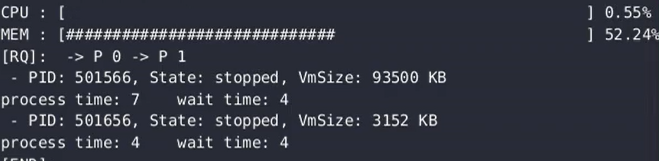 CPU : [ ] 0.55%
MEM : [############################ ] 52.24%
[RQ]: -> P 0 -> P 1
- PID: 501566, State: stopped, VmSize: 93500 KB
process time: 7 wait time: 4
- PID: 501656, State: stopped, VmSize: 3152 KB
process time: 4 wait time: 4